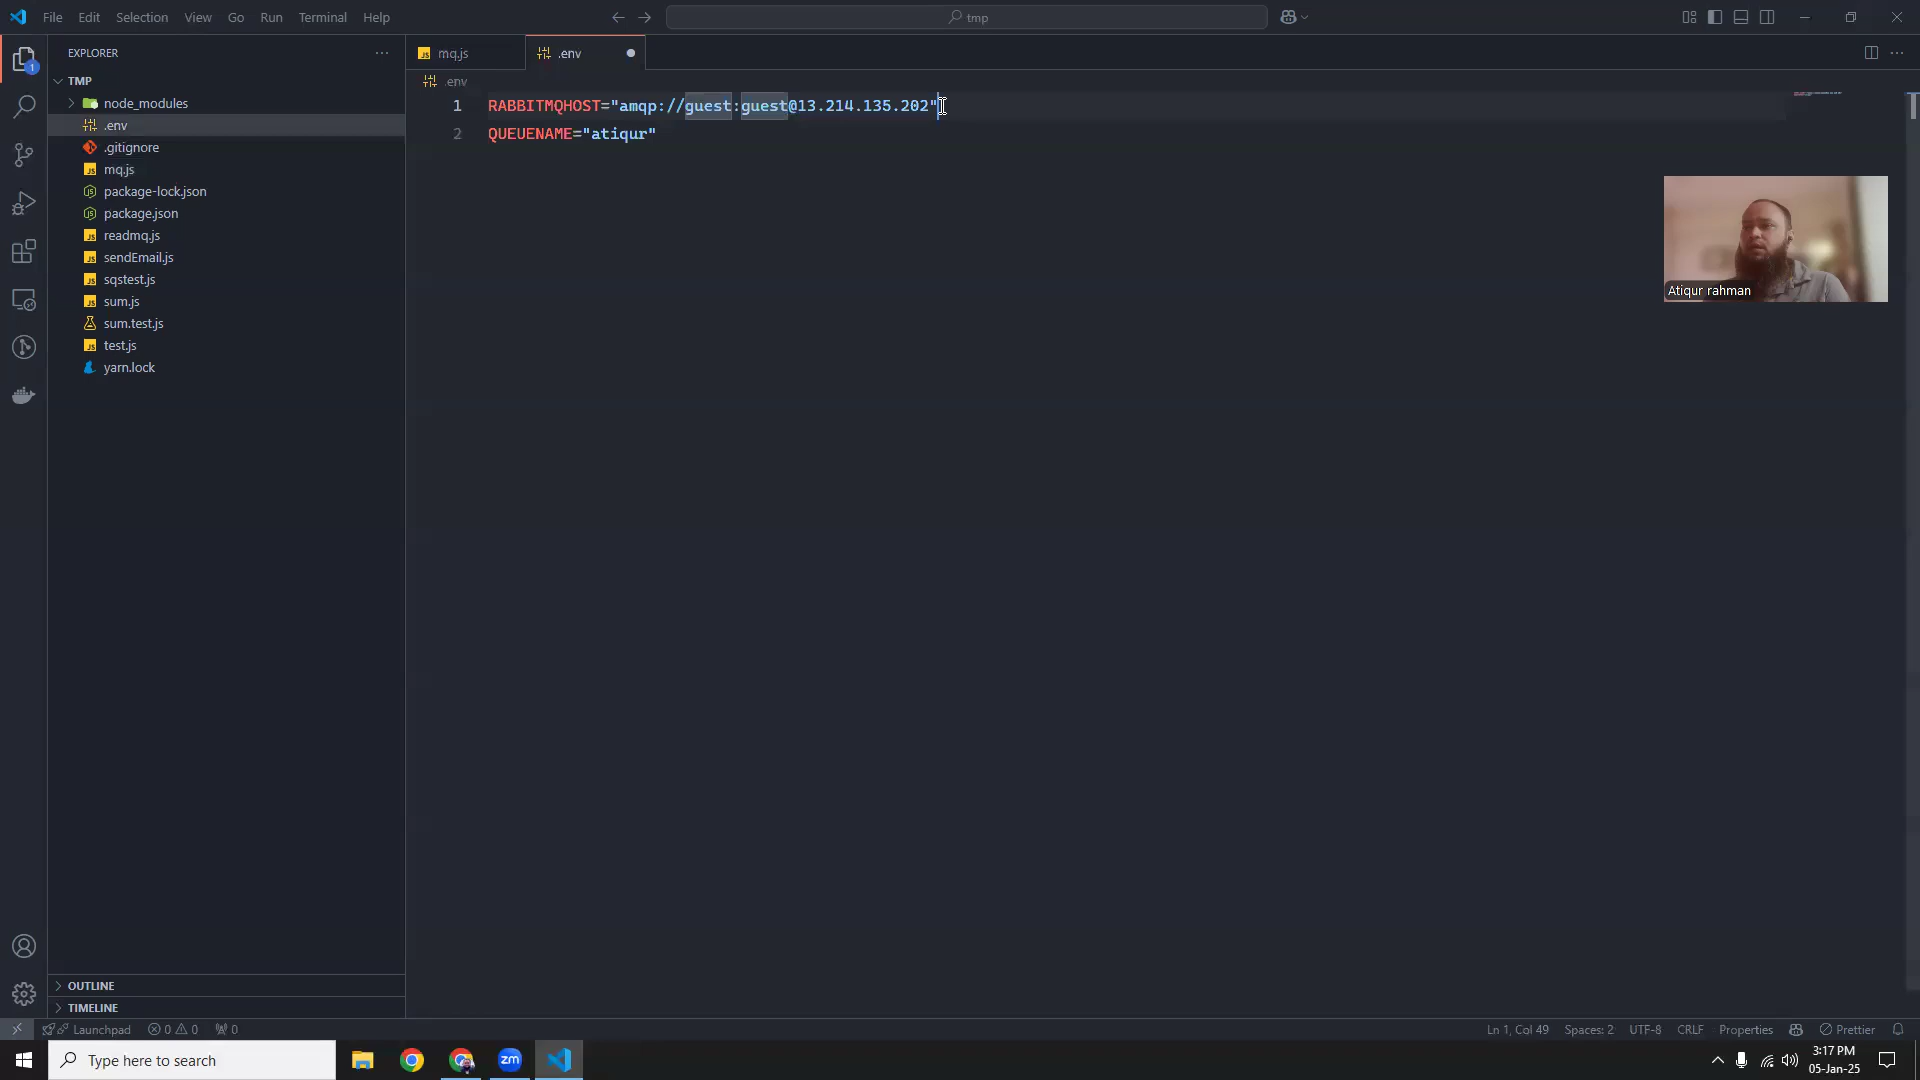 File Edit Selection View Go Run Terminal Help
tmp
EXPLORER
mq.js
.env
TMP
node_modules
.env
.gitignore
mq.js
package-lock.json
package.json
readmq.js
sendEmail.js
sqstest.js
sum.js
sum.test.js
test.js
yarn.lock
OUTLINE
TIMELINE
.env
1 RABBITMQHOST="amqp://guest:guest@13.214.135.202"
2 QUEUENAME="atiqur"
Atiqur rahman
Launchpad 0 0 0
Ln 1, Col 49 Spaces: 2 UTF-8 CRLF Properties Prettier
Type here to search
zm
3:17 PM
05-Jan-25